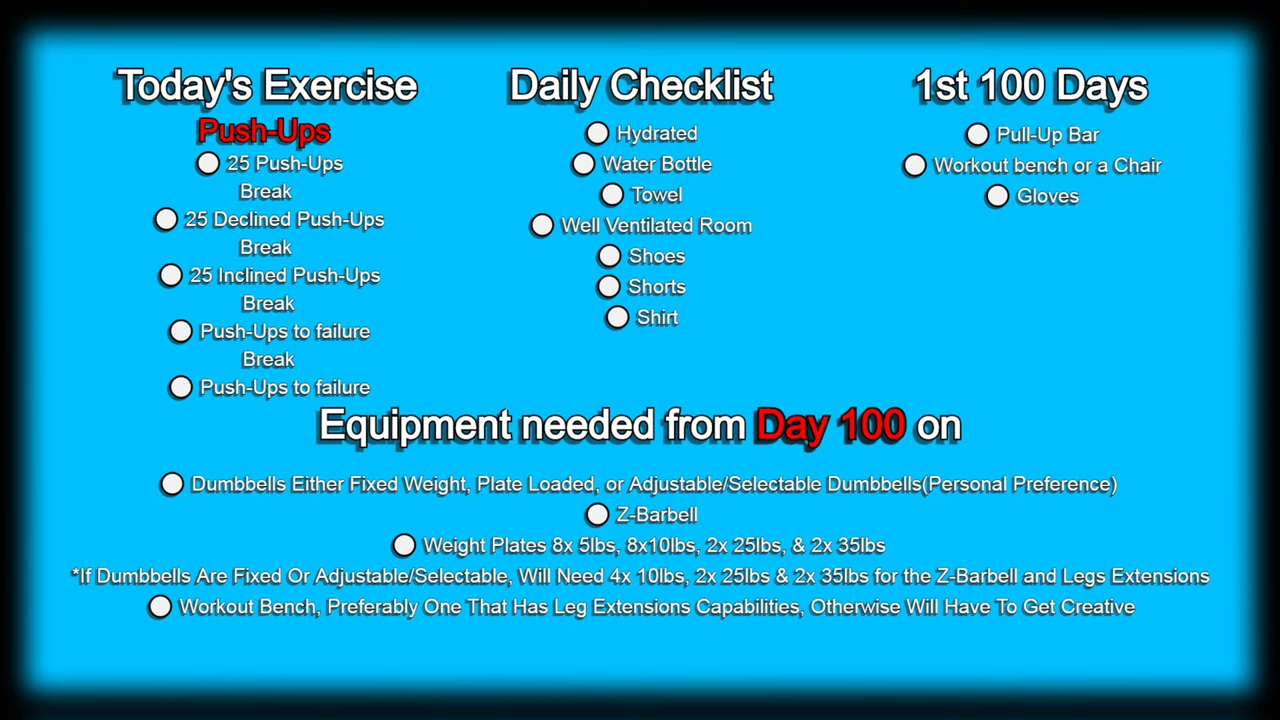 Today's Exercise
Push-Ups
25 Push-Ups
Break
25 Declined Push-Ups
Break
25 Inclined Push-Ups
Break
Push-Ups to failure
Break
Push-Ups to failure
Daily Checklist
Hydrated
Water Bottle
Towel
Well Ventilated Room
Shoes
Shorts
Shirt
1st 100 Days
Pull-Up Bar
Workout bench or a Chair
Gloves
Equipment needed from Day 100 on
Dumbbells Either Fixed Weight, Plate Loaded, or Adjustable/Selectable Dumbbells(Personal Preference)
Z-Barbell
Weight Plates 8x 5lbs, 8x10lbs, 2x 25lbs, & 2x 35lbs
*If Dumbbells Are Fixed Or Adjustable/Selectable, Will Need 4x 10lbs, 2x 25lbs & 2x 35lbs for the Z-Barbell and Legs Extensions
Workout Bench, Preferably One That Has Leg Extensions Capabilities, Otherwise Will Have To Get Creative